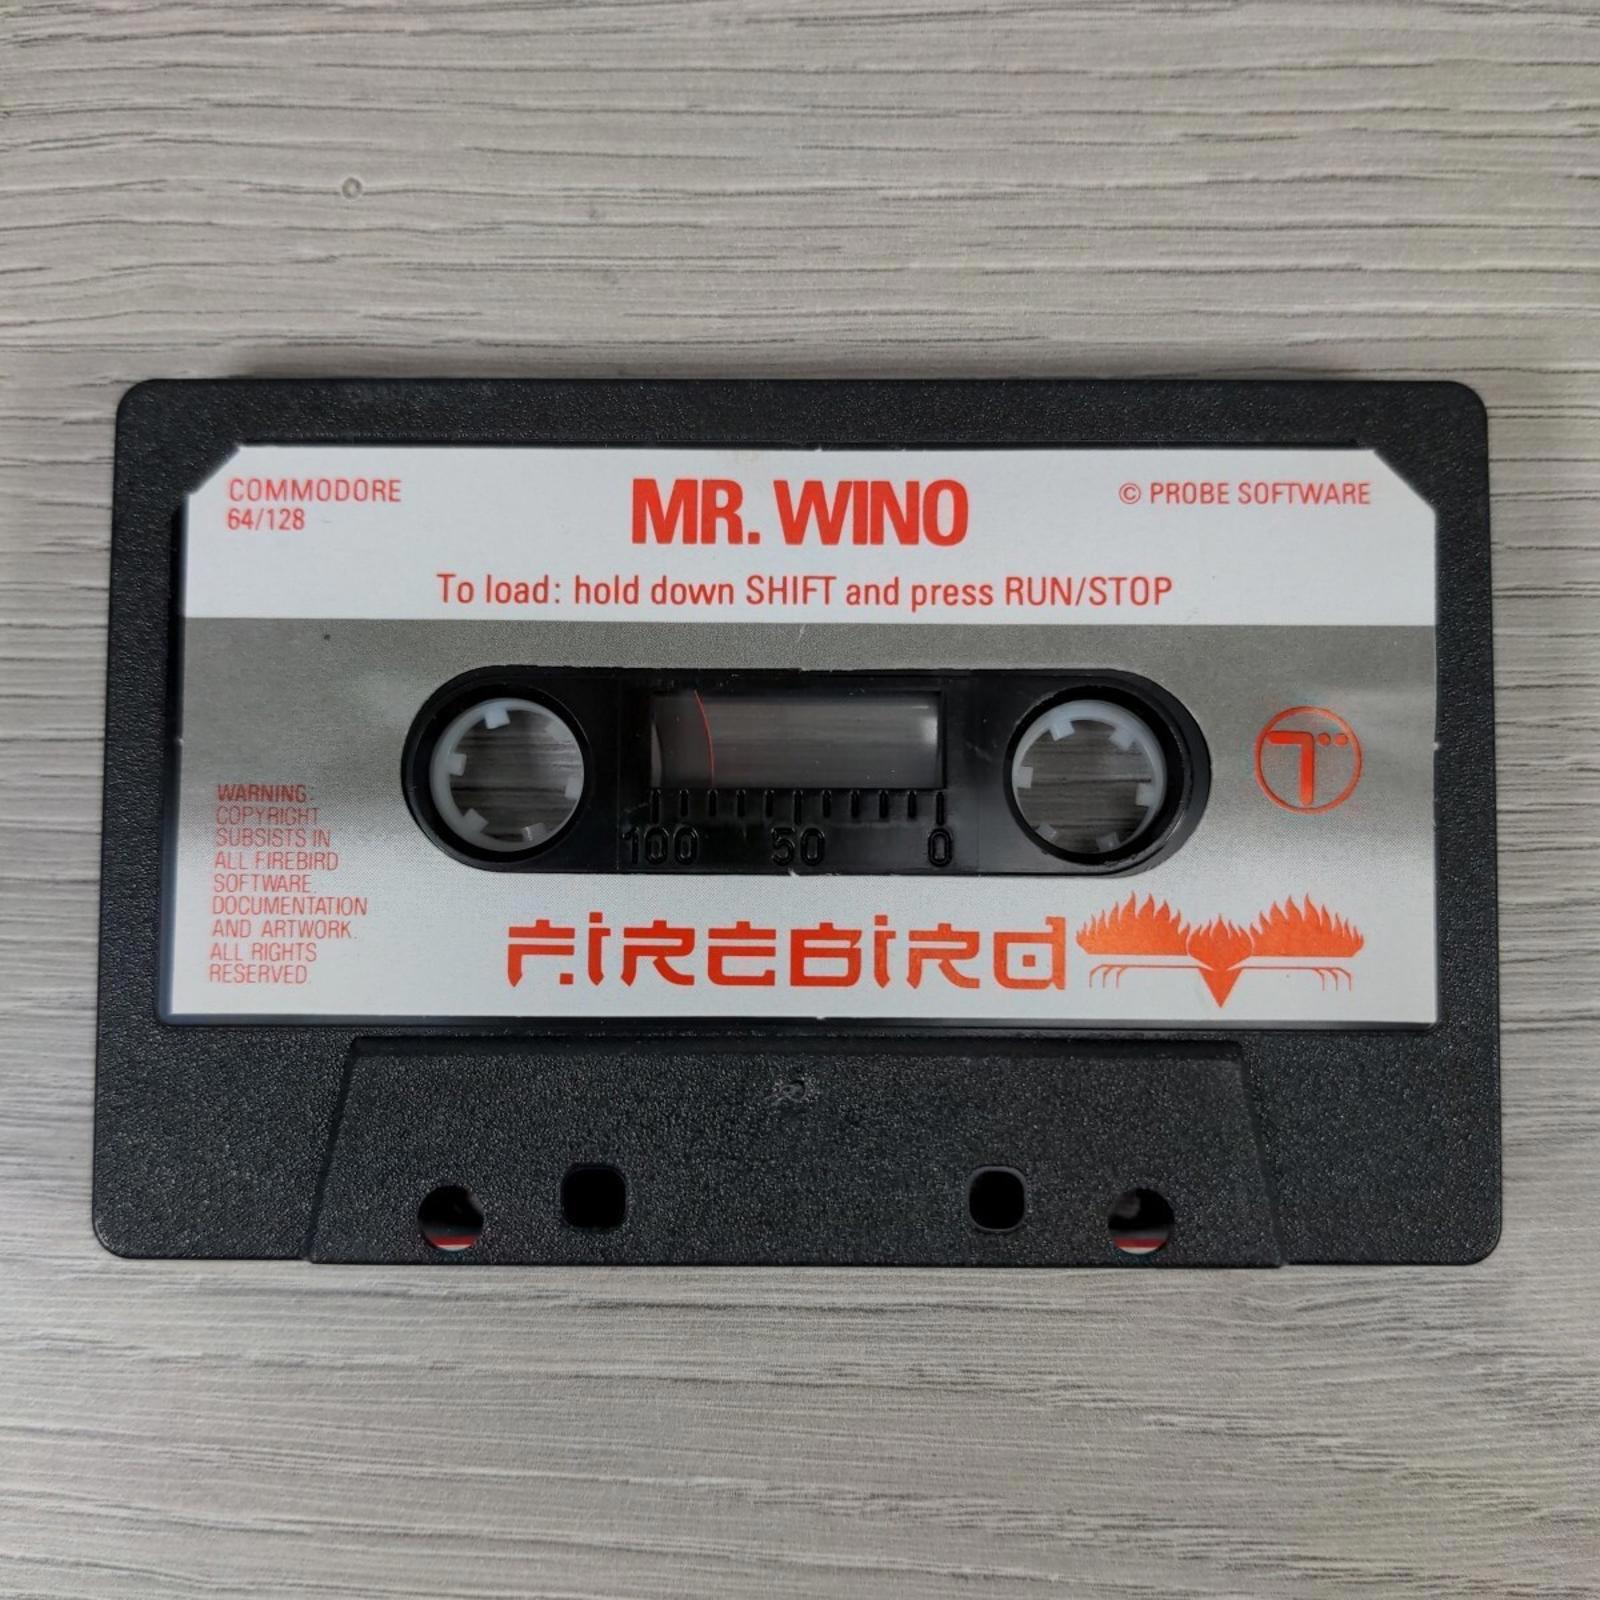 COMMODORE
64/128
MR. WINO
© PROBE SOFTWARE
To load: hold down SHIFT and press RUN/STOP
100 50 0
WARNING:
COPYRIGHT
SUBSISTS IN
ALL FIREBIRD
SOFTWARE.
DOCUMENTATION
AND ARTWORK.
ALL RIGHTS
RESERVED.
FIREBIRD
T